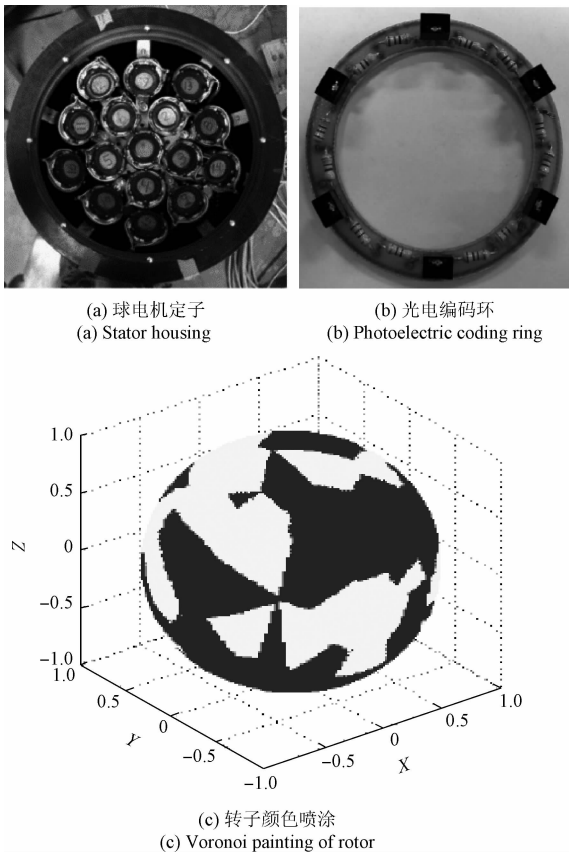 (a) 球电机定子
(a) Stator housing
(b) 光电编码环
(b) Photoelectric coding ring
1.0
0.5
0
−0.5
−1.0
Z
1.0
0.5
0
−0.5
−1.0
Y
−0.5
0
0.5
1.0
X
(c) 转子颜色喷涂
(c) Voronoi painting of rotor